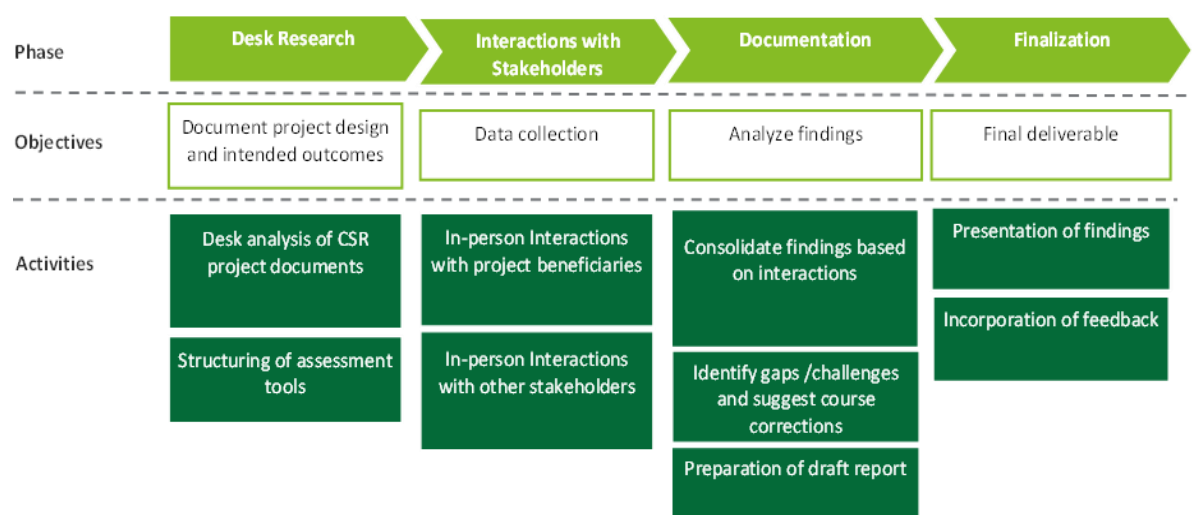 Phase
Desk Research
Interactions with
Stakeholders
Documentation
Finalization
Objectives
Document project design
and intended outcomes
Data collection
Analyze findings
Final deliverable
Activities
Desk analysis of CSR
project documents
Structuring of assessment
tools
In-person Interactions
with project beneficiaries
In-person Interactions
with other stakeholders
Consolidate findings based
on interactions
Identify gaps /challenges
and suggest course
corrections
Preparation of draft report
Presentation of findings
Incorporation of feedback